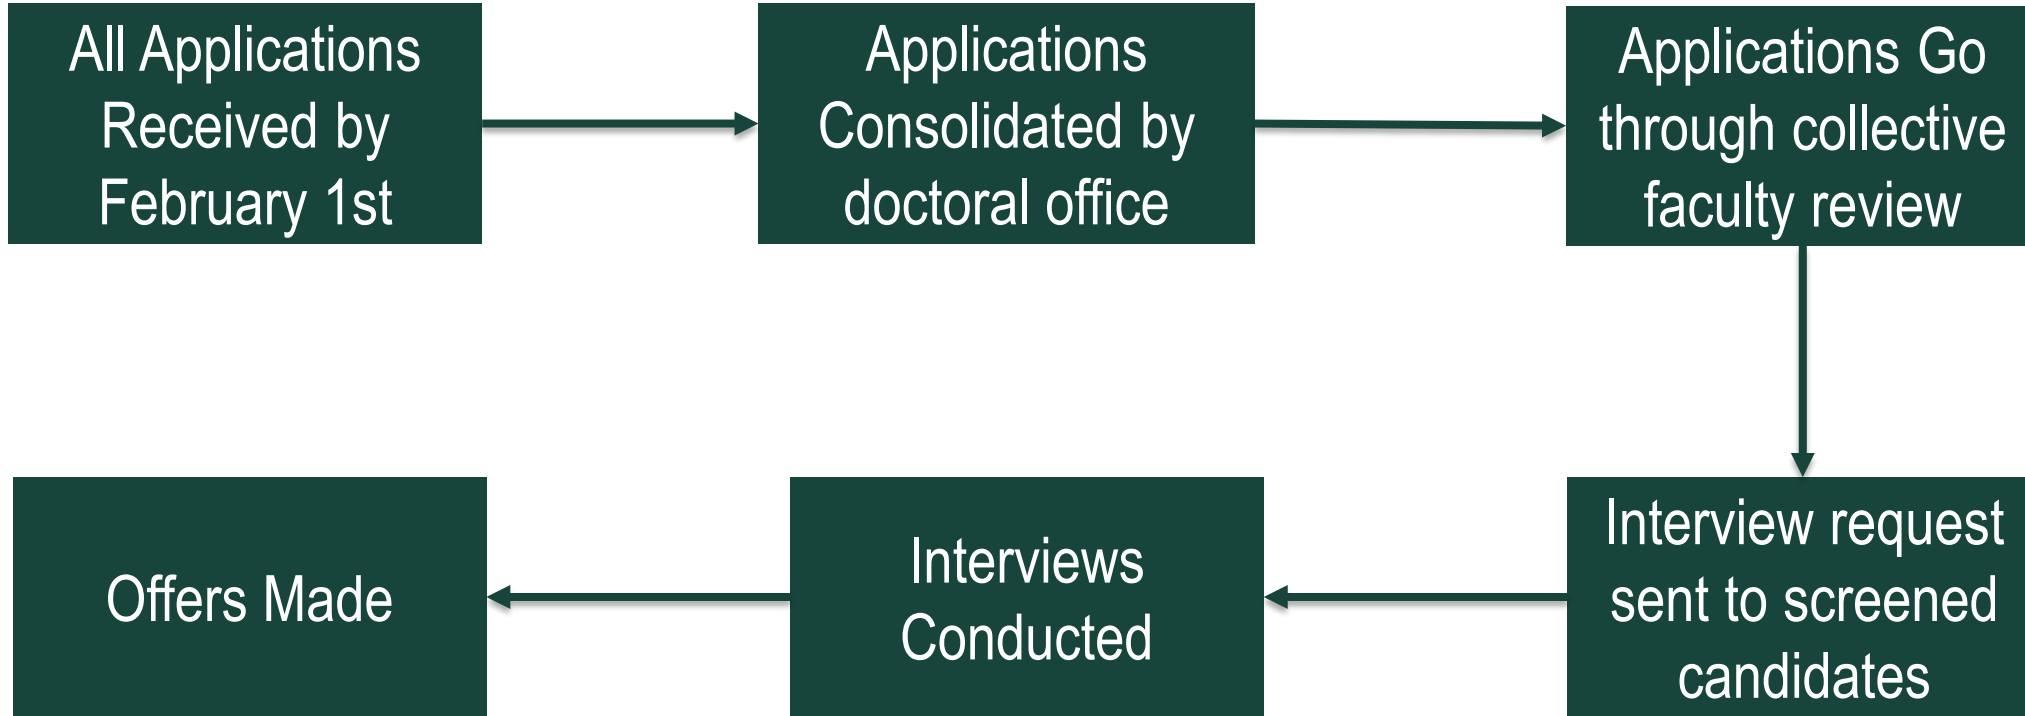 All Applications
Received by
February 1st
Applications
Consolidated by
doctoral office
Applications Go
through collective
faculty review
Interview request
sent to screened
candidates
Interviews
Conducted
Offers Made